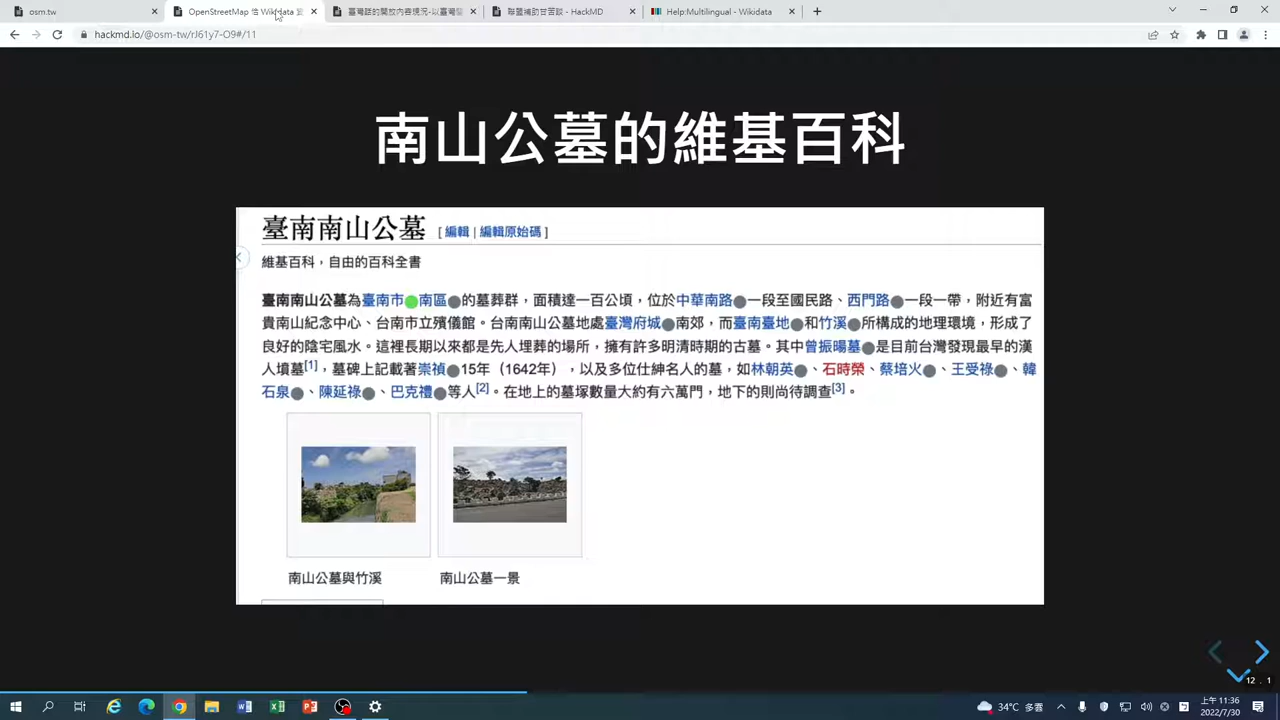 osm.tw
OpenStreetMap 倍 Wikidata
臺灣話的開放內容現況-以臺灣
聯盟補助甘苦談 - HackMD
Help:Multilingual - Wikidata
hackmd.io/@osm-tw/rJ61y7-O9#/11
南山公墓的維基百科
臺南南山公墓 [ 編輯 | 編輯原始碼 ]
維基百科，自由的百科全書
臺南南山公墓為臺南市南區的墓葬群，面積達一百公頃，位於中華南路一段至國民路、西門路一段一帶，附近有富
貴南山紀念中心、台南市立殯儀館。台南南山公墓地處臺灣府城南郊，而臺南臺地和竹溪所構成的地理環境，形成了
良好的陰宅風水。這裡長期以來都是先人埋葬的場所，擁有許多明清時期的古墓。其中曾振暘墓是目前台灣發現最早的漢
人墳墓[1]，墓碑上記載著崇禎15年（1642年），以及多位仕紳名人的墓，如林朝英、石時榮、蔡培火、王受祿、韓
石泉、陳延祿、巴克禮等人[2]。在地上的墓塚數量大約有六萬門，地下的則尚待調查[3]。
南山公墓與竹溪
南山公墓一景
12 . 1
34°C 多雲
上午 11:36
2022/7/30